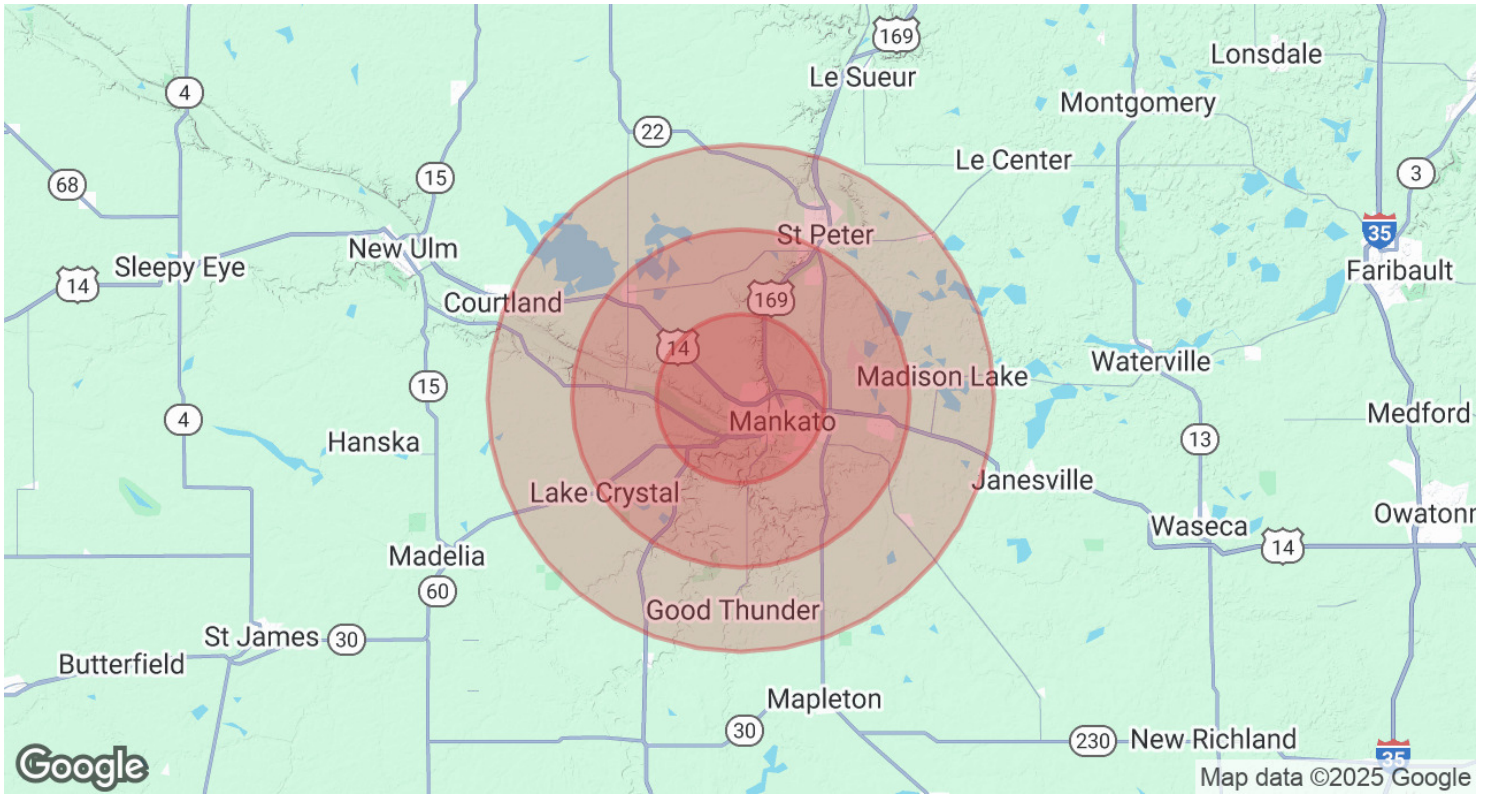 169
Lonsdale
Le Sueur
4
Montgomery
22
Le Center
3
68
15
St Peter
35
New Ulm
Sleepy Eye
Faribault
14
Courtland
169
14
Waterville
Madison Lake
15
4
Mankato
Medford
13
Hanska
Lake Crystal
Janesville
Owatonn
Waseca
14
Madelia
60
Good Thunder
St James
30
Butterfield
Mapleton
30
230
New Richland
35
Google
Map data ©2025 Google